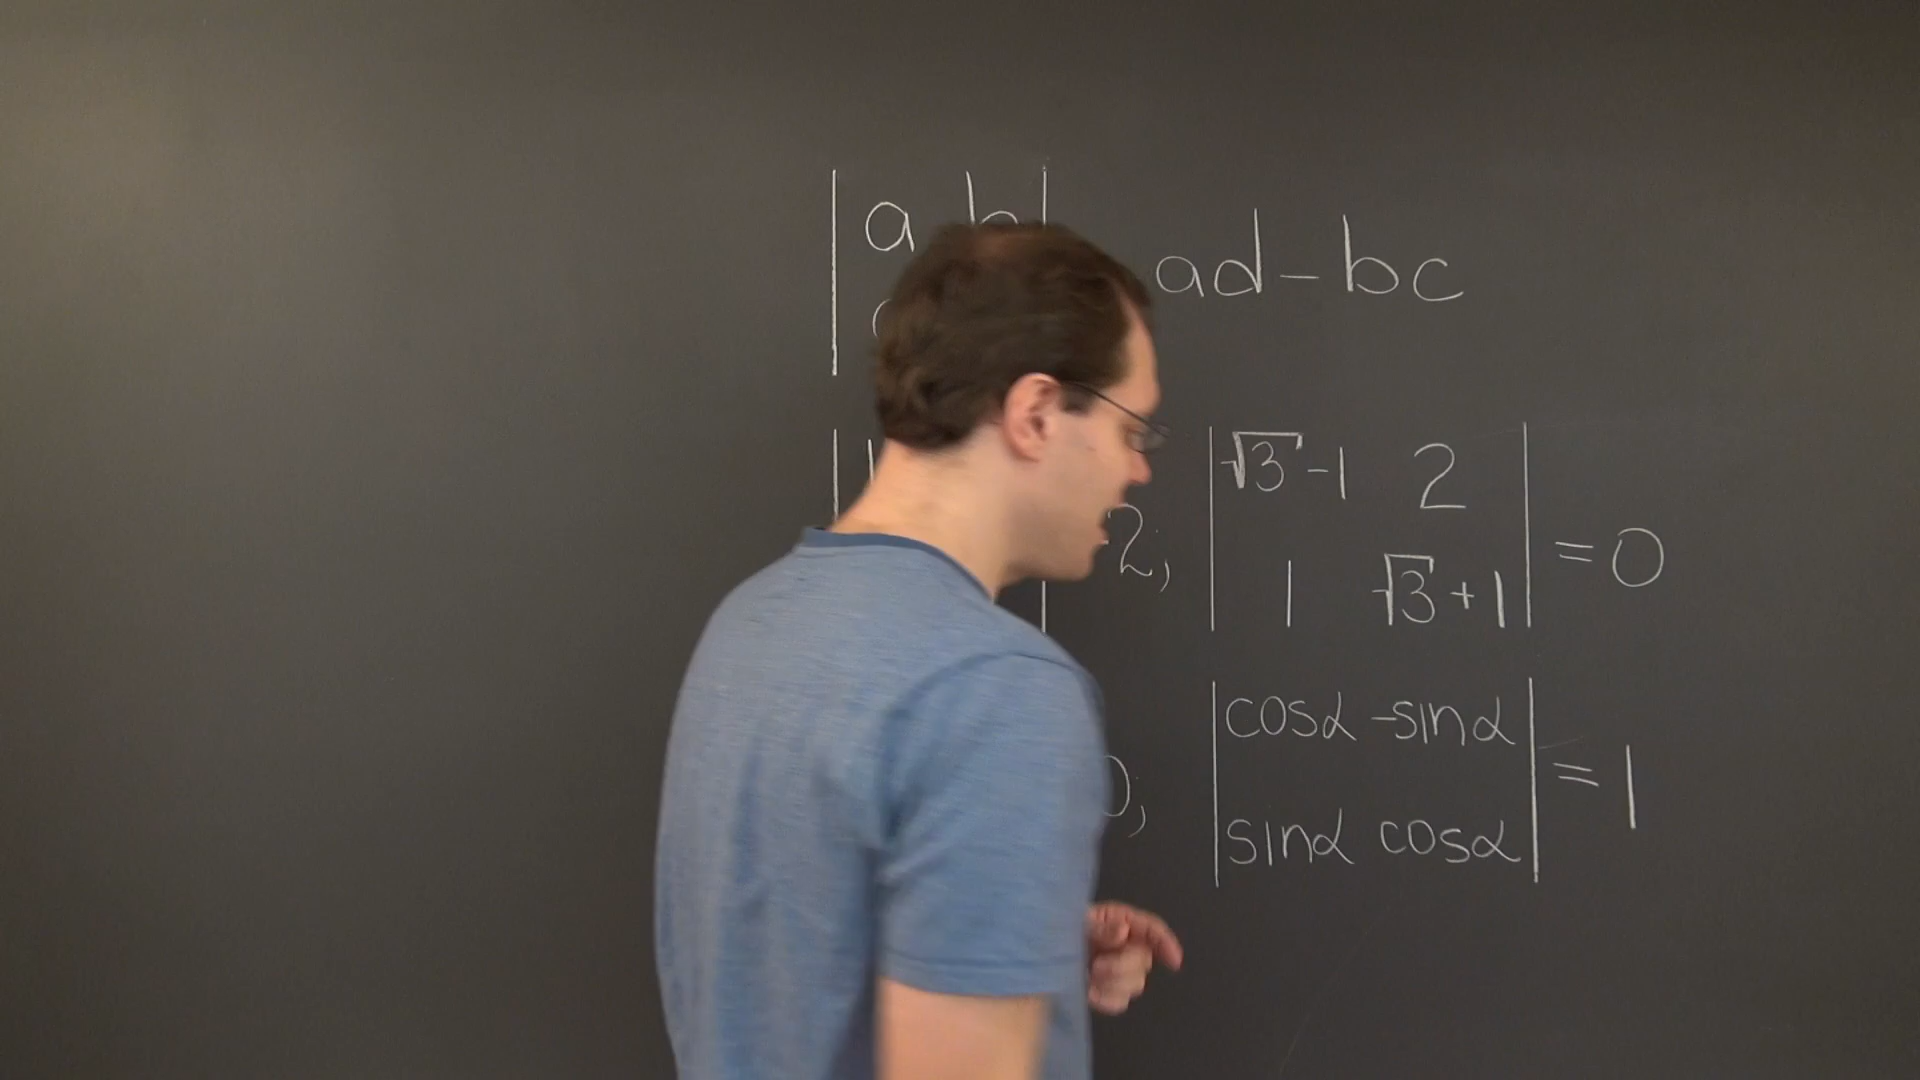 | a b | ad - bc
| √3 - 1 2 |
-2; = 0
| 1 √3 + 1 |
| cosα -sinα |
0; = 1
| sinα cosα |